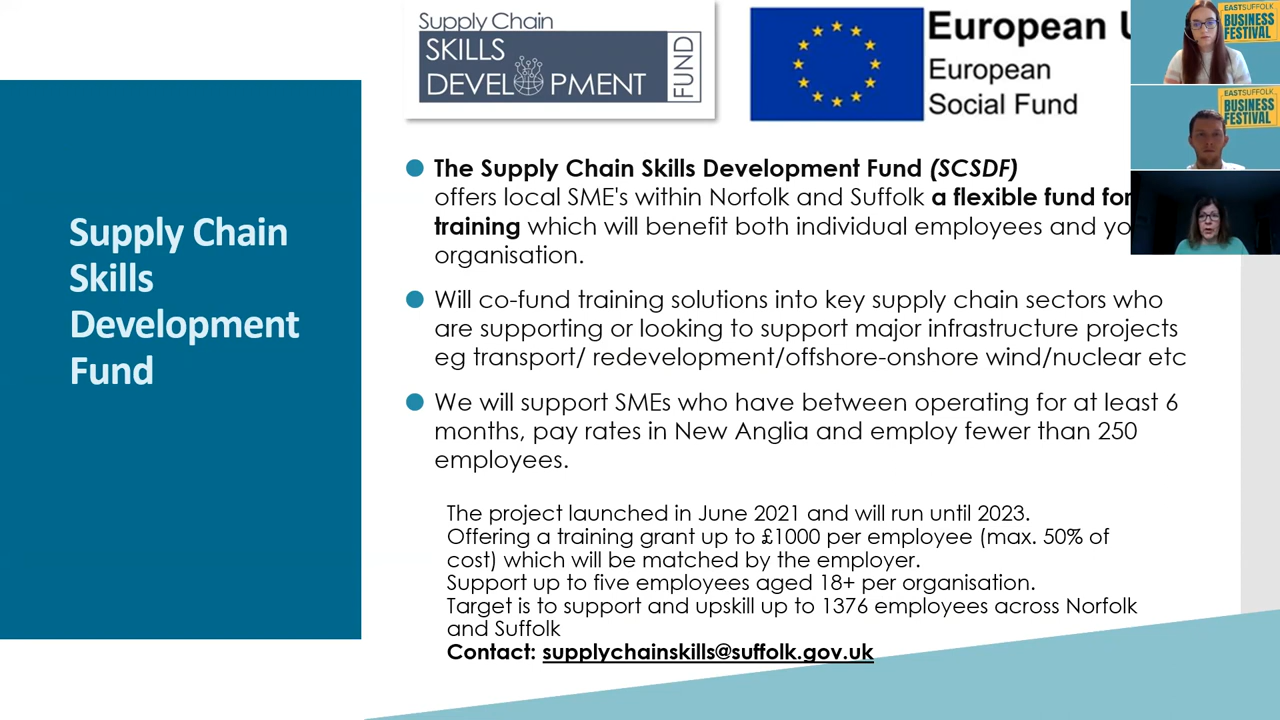 Supply Chain
SKILLS
DEVELOPMENT
FUND
European U
European
Social Fund
EASTSUFFOLK
BUSINESS
FESTIVAL
EASTSUFFOLK
BUSINESS
FESTIVAL
Supply Chain
Skills
Development
Fund
The Supply Chain Skills Development Fund (SCSDF)
offers local SME's within Norfolk and Suffolk a flexible fund for
training which will benefit both individual employees and yo
organisation.
Will co-fund training solutions into key supply chain sectors who
are supporting or looking to support major infrastructure projects
eg transport/ redevelopment/offshore-onshore wind/nuclear etc
We will support SMEs who have between operating for at least 6
months, pay rates in New Anglia and employ fewer than 250
employees.
The project launched in June 2021 and will run until 2023.
Offering a training grant up to £1000 per employee (max. 50% of
cost) which will be matched by the employer.
Support up to five employees aged 18+ per organisation.
Target is to support and upskill up to 1376 employees across Norfolk
and Suffolk
Contact: supplychainskills@suffolk.gov.uk